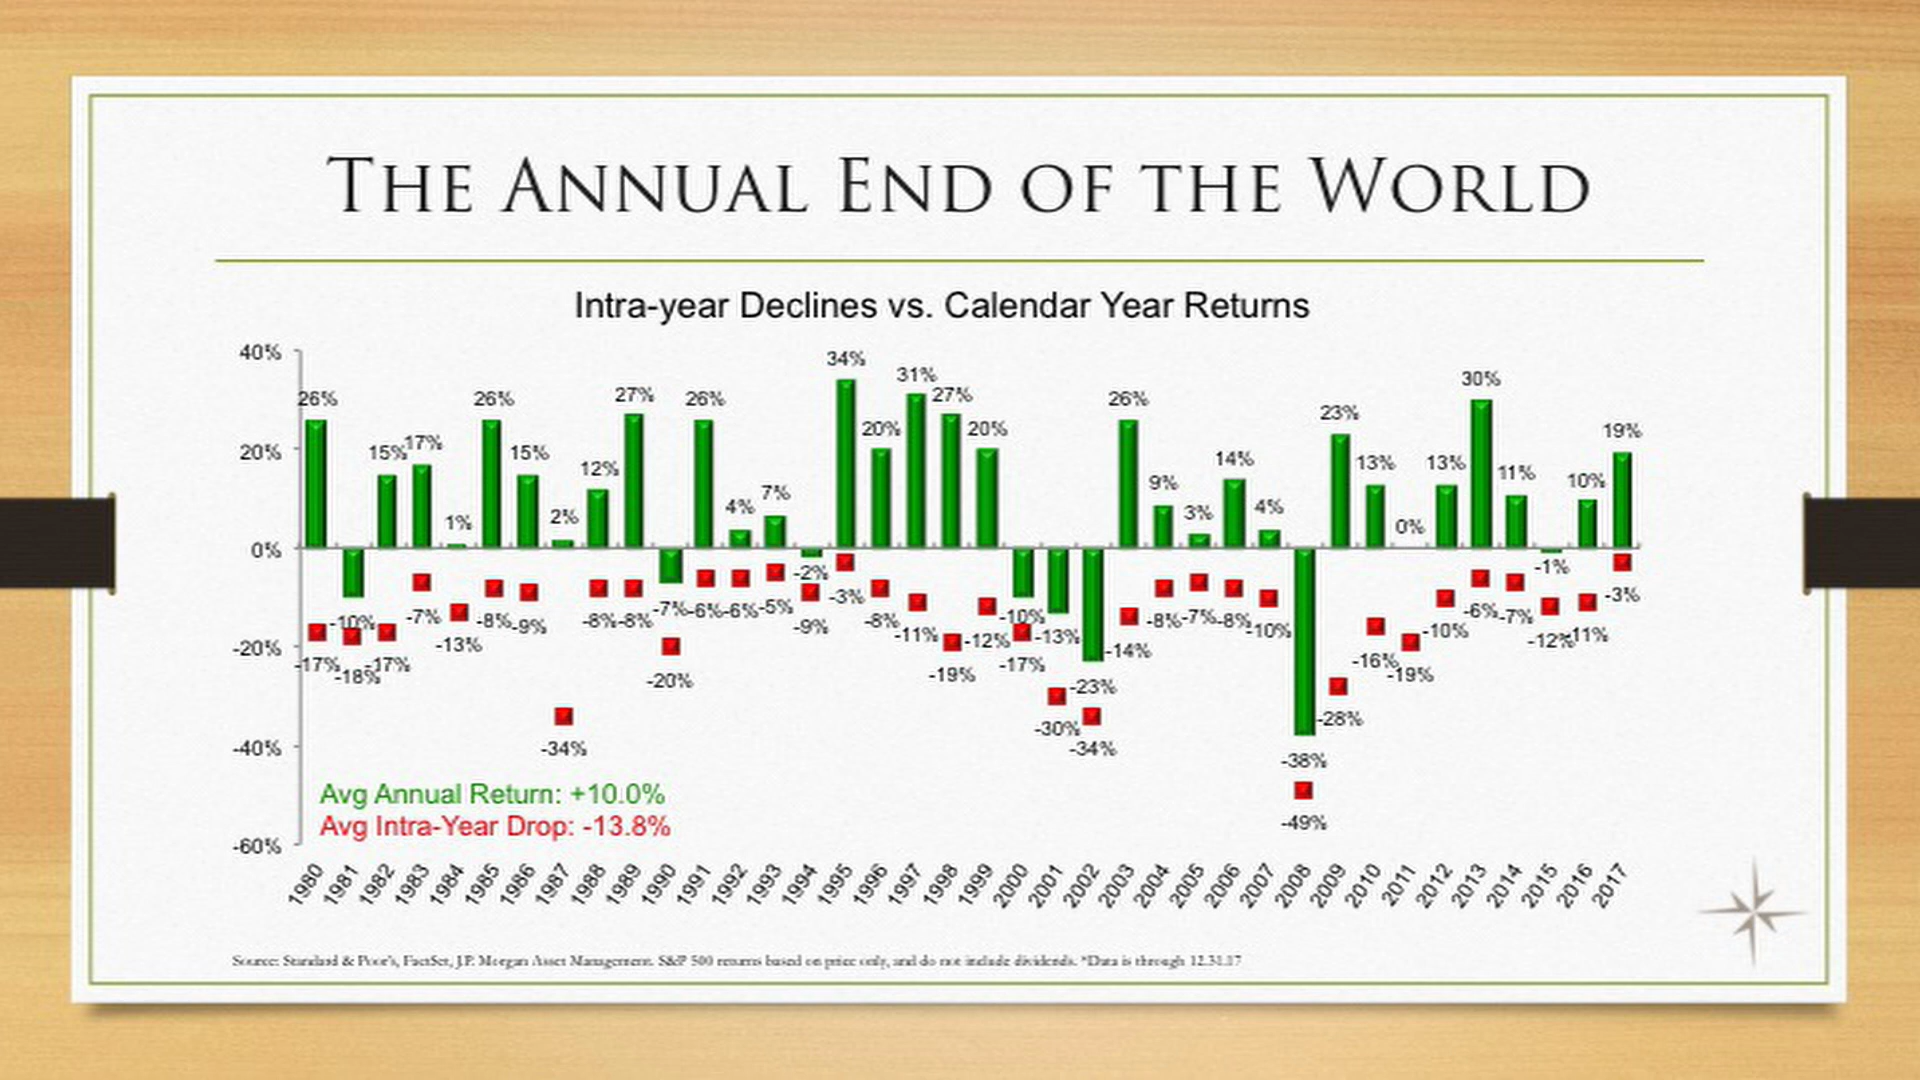 The Annual End of the World
Intra-year Declines vs. Calendar Year Returns
40%
20%
0%
-20%
-40%
-60%
26% -10% 15% 17% 1% 26% 15% 2% 12% 27% -7% 26% 4% 7% -2% 34% 20% 31% 27% 20% -10% -13% -23% 26% 9% 3% 14% 4% -38% 23% 13% 0% 13% 30% 11% -1% 10% 19%
-17% -18% -17% -7% -13% -8% -9% -34% -8% -8% -20% -6% -6% -5% -9% -3% -8% -11% -19% -12% -17% -30% -34% -14% -8% -7% -8% -10% -49% -28% -16% -19% -10% -6% -7% -12% -11% -3%
Avg Annual Return: +10.0%
Avg Intra-Year Drop: -13.8%
1980 1981 1982 1983 1984 1985 1986 1987 1988 1989 1990 1991 1992 1993 1994 1995 1996 1997 1998 1999 2000 2001 2002 2003 2004 2005 2006 2007 2008 2009 2010 2011 2012 2013 2014 2015 2016 2017
Source: Standard & Poor's, FactSet, J.P. Morgan Asset Management. S&P 500 returns based on price only, and do not include dividends. *Data is through 12.31.17